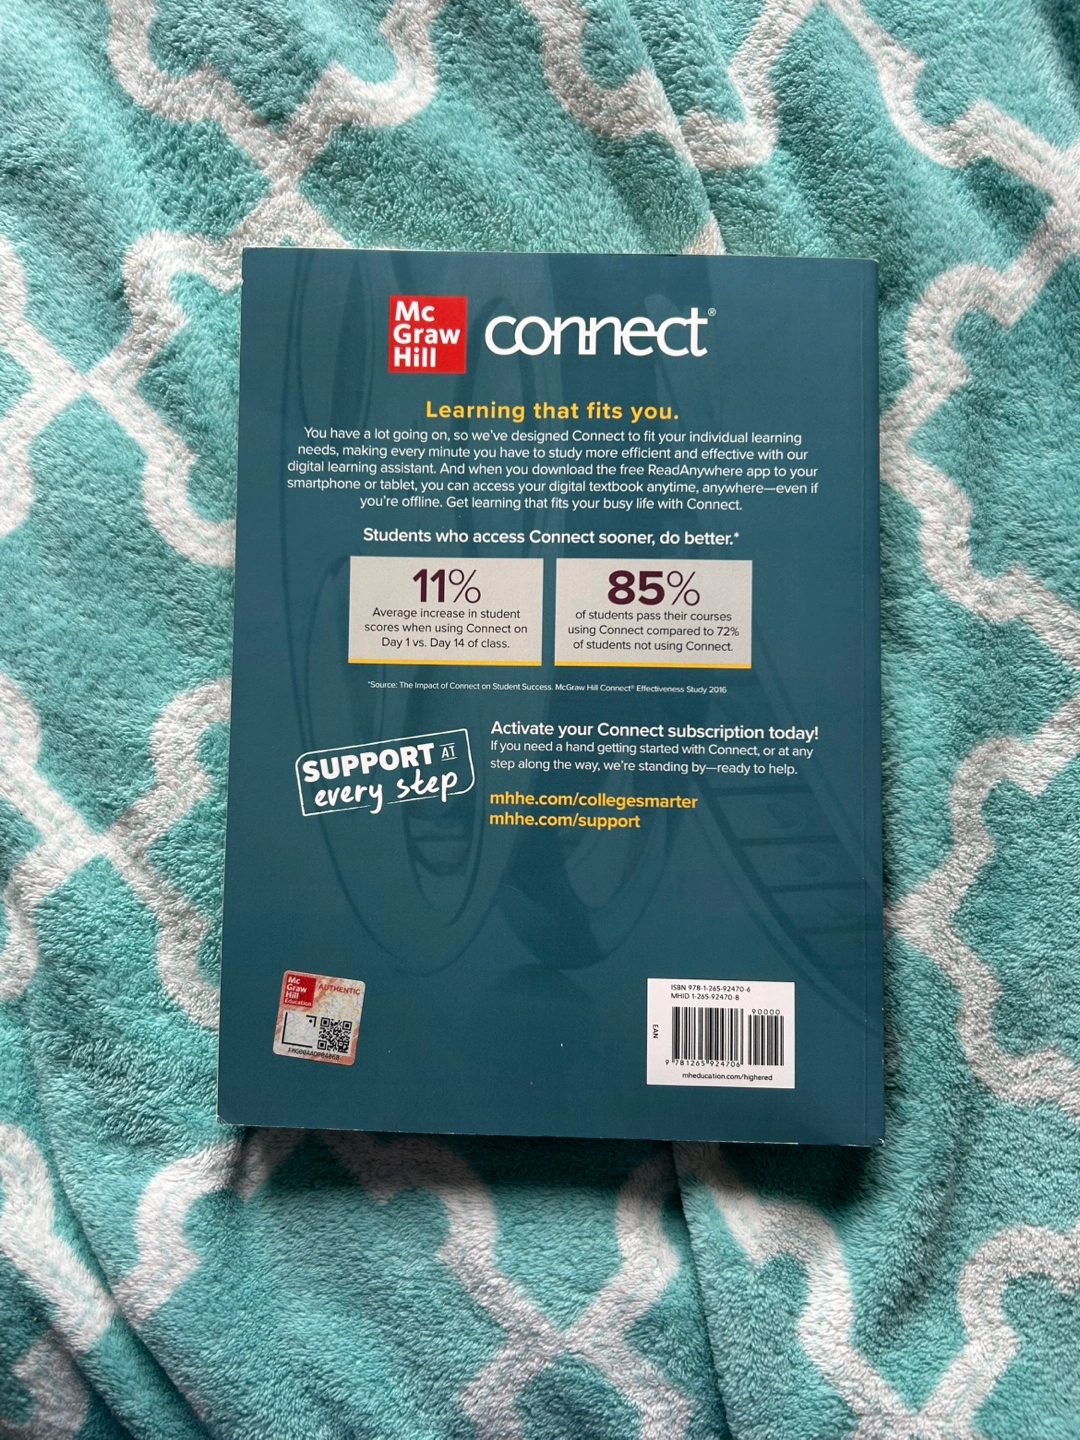 Mc
Graw
Hill
connect®
Learning that fits you.
You have a lot going on, so we've designed Connect to fit your individual learning
needs, making every minute you have to study more efficient and effective with our
digital learning assistant. And when you download the free ReadAnywhere app to your
smartphone or tablet, you can access your digital textbook anytime, anywhere—even if
you're offline. Get learning that fits your busy life with Connect.
Students who access Connect sooner, do better.*
11%
Average increase in student
scores when using Connect on
Day 1 vs. Day 14 of class.
85%
of students pass their courses
using Connect compared to 72%
of students not using Connect.
*Source: The Impact of Connect on Student Success. McGraw Hill Connect® Effectiveness Study 2016
SUPPORT AT
every step
Activate your Connect subscription today!
If you need a hand getting started with Connect, or at any
step along the way, we're standing by—ready to help.
mhhe.com/collegesmarter
mhhe.com/support
Mc
Graw
Hill
Education
AUTHENTIC
ISBN 978-1-265-92470-6
MHID 1-265-92470-8
90000
EAN
9 781265 924706
mheducation.com/highered